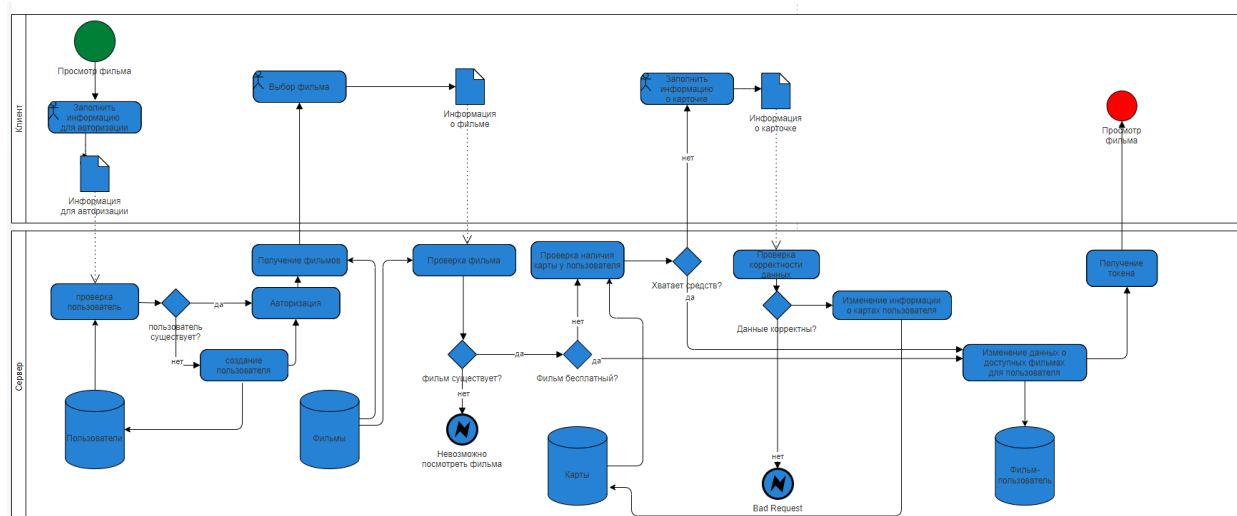 Клиент
Просмотр фильма
Заполнить
информацию
для авторизации
Информация
для авторизации
Выбор фильма
Информация
о фильме
Заполнить
информацию
о карточке
Информация
о карточке
нет
Просмотр
фильма
Сервер
проверка
пользователь
пользователь
существует?
да
нет
Получение фильмов
Авторизация
создание
пользователя
Пользователи
Фильмы
Проверка фильма
фильм существует?
да
нет
Невозможно
посмотреть фильма
Фильм бесплатный?
нет
да
Проверка наличия
карты у пользователя
Карты
Хватает средств?
да
Проверка
корректности
данных
Данные корректны?
нет
Bad Request
Изменение информации
о картах пользователя
Изменение данных о
доступных фильмах
для пользователя
Получение
токена
Фильм-
пользователь